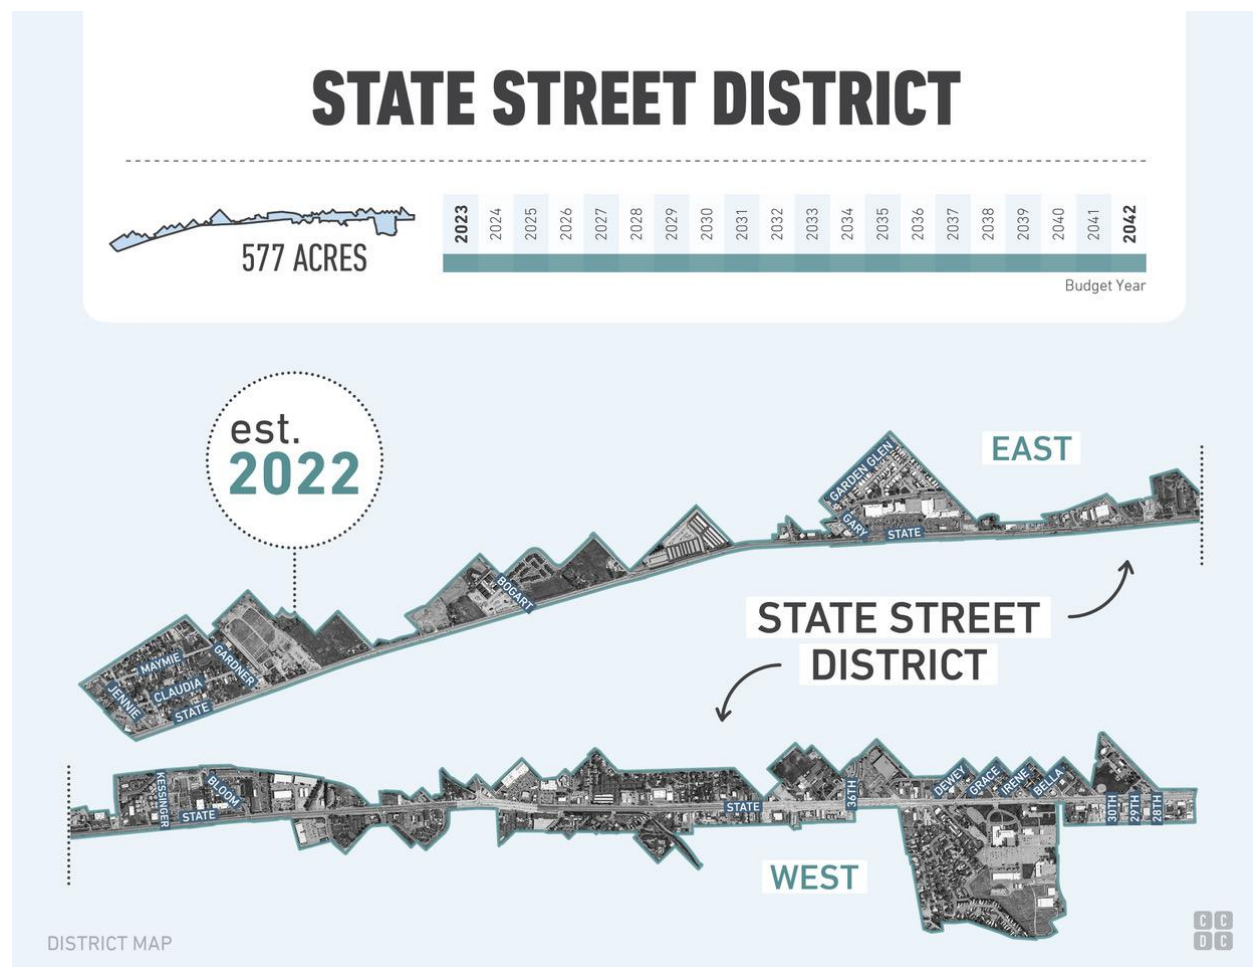 STATE STREET DISTRICT
577 ACRES
2023
2024
2025
2026
2027
2028
2029
2030
2031
2032
2033
2034
2035
2036
2037
2038
2039
2040
2041
2042
Budget Year
est.
2022
EAST
GARDEN GLEN
GARY
STATE
BOGART
STATE STREET
DISTRICT
MAYMIE
GARDNER
JENNIE
CLAUDIA
STATE
KESSINGER
BLOOM
STATE
STATE
36TH
DEWEY
GRACE
IRENE
BELLA
30TH
29TH
28TH
WEST
DISTRICT MAP
CC
DC